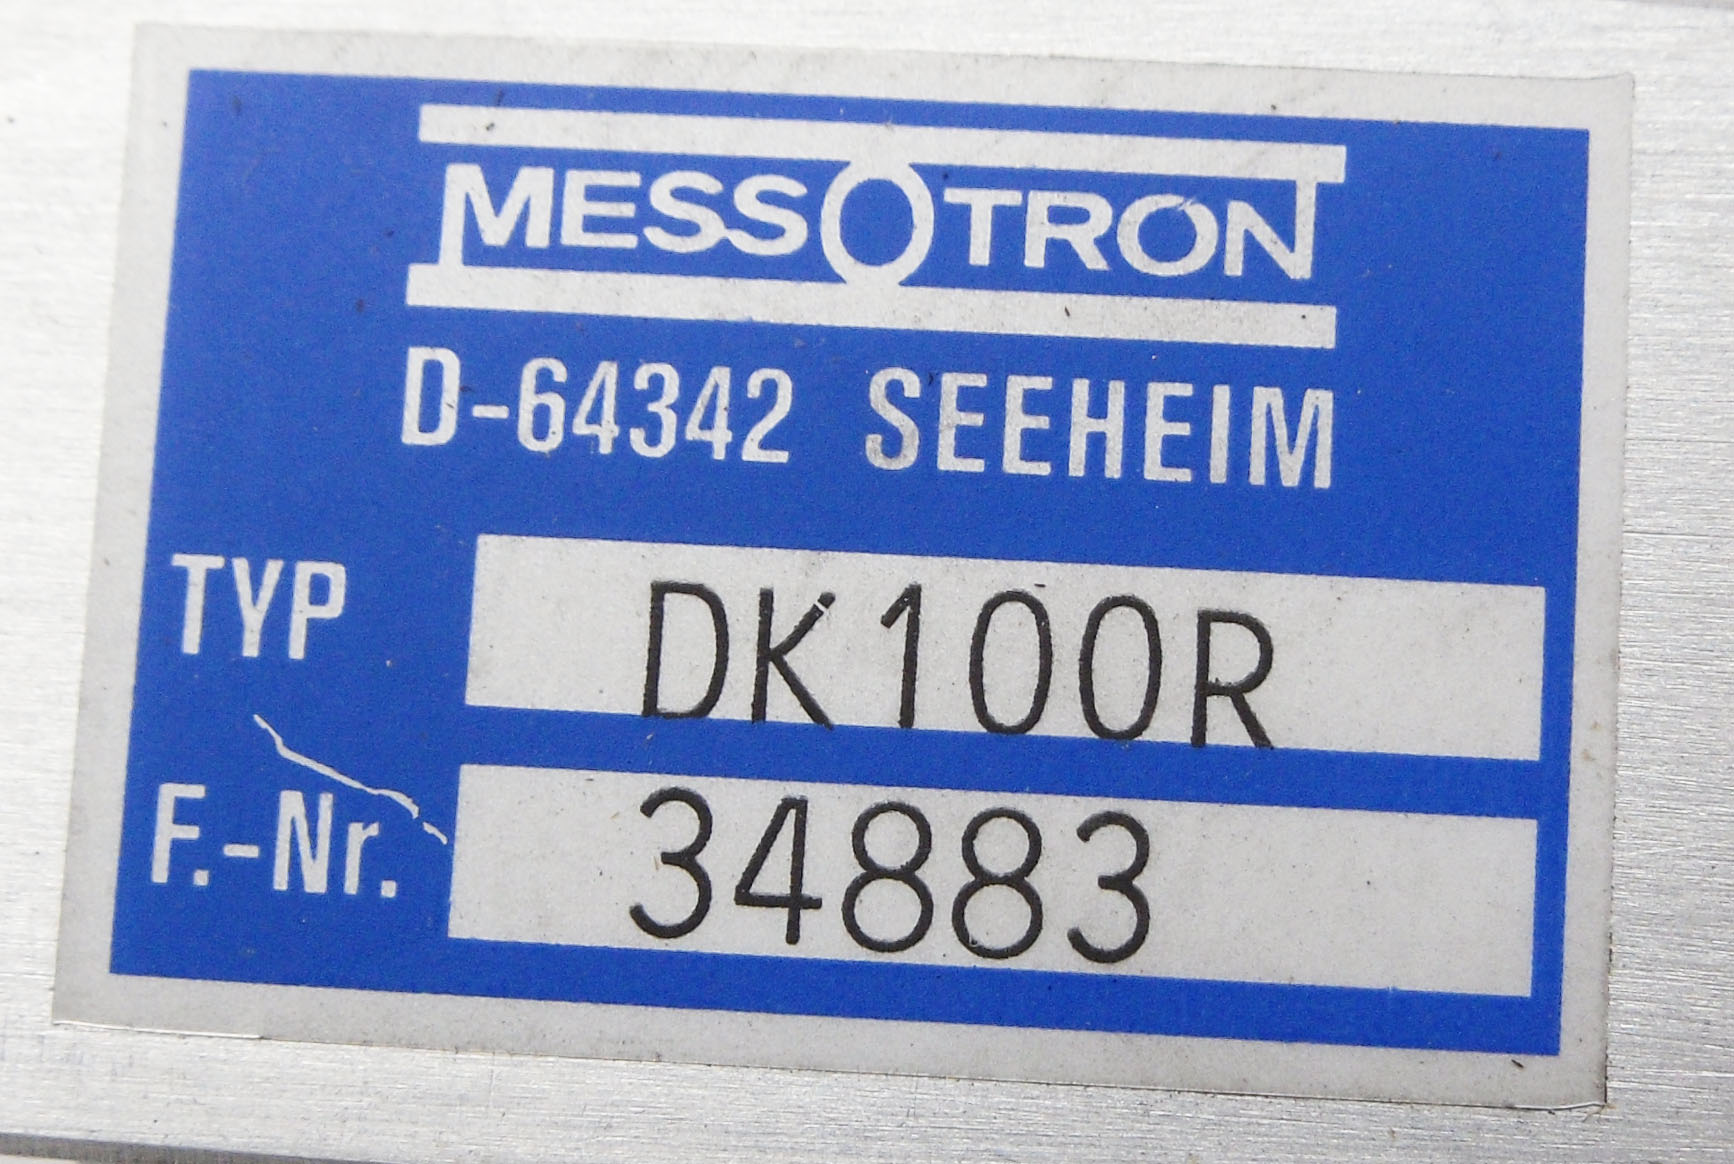 MESSOTRON
D-64342 SEEHEIM
TYP DK100R
F.-Nr. 34883